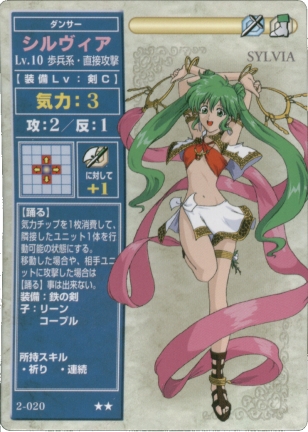 ダンサー
シルヴィア
Lv.10 歩兵系・直接攻撃
【装備Lv:剣C】
気力:3
攻:2/反:1
に対して
+1
【踊る】
気力チップを1枚消費して、
隣接したユニット1体を行
動可能の状態にする。
移動した場合や、相手ユニ
ットに攻撃した場合は
【踊る】事は出来ない。
装備:鉄の剣
子:リーン
コープル
所持スキル
・祈り ・連続
2-020 ★★
SYLVIA